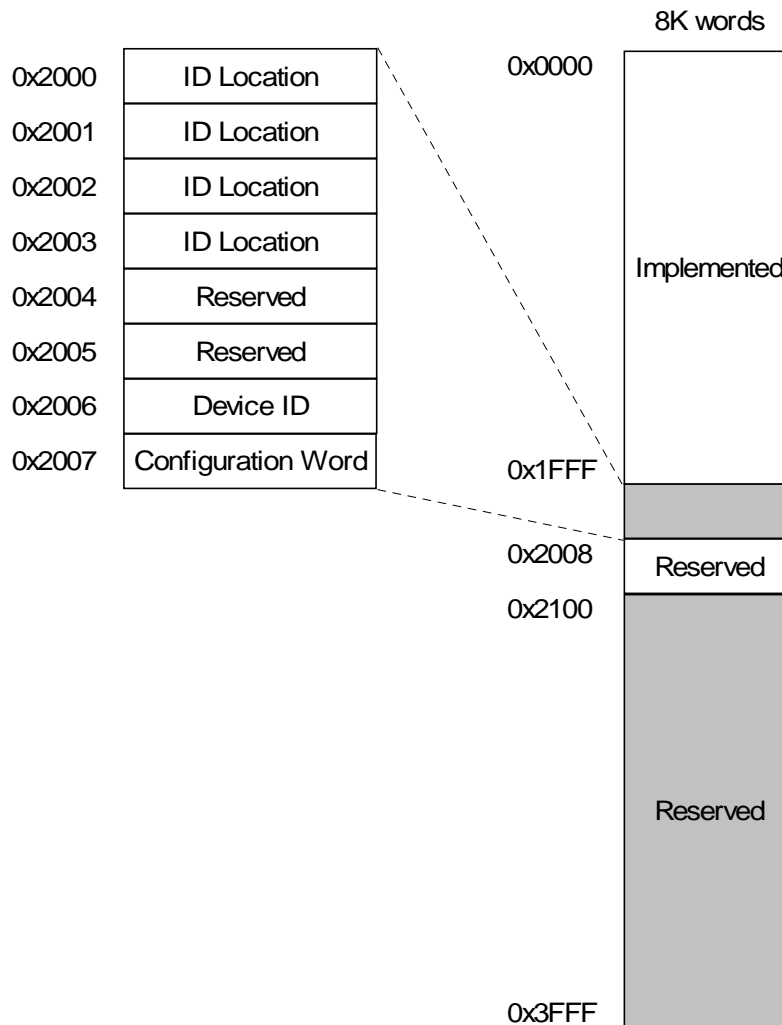 8K words
0x2000 ID Location
0x2001 ID Location
0x2002 ID Location
0x2003 ID Location
0x2004 Reserved
0x2005 Reserved
0x2006 Device ID
0x2007 Configuration Word
0x0000
Implemented
0x1FFF
0x2008
Reserved
0x2100
Reserved
0x3FFF